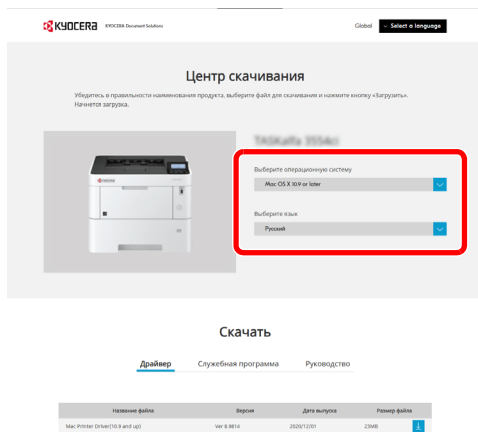 KYOCERA KYOCERA Document Solutions Global Select a language
Центр скачивания
Убедитесь в правильности наименования продукта, выберите файл для скачивания и нажмите кнопку «Загрузить».
Начнется загрузка.
Выберите операционную систему
Mac OS X 10.9 or later
Выберите язык
Русский
Скачать
Драйвер Служебная программа Руководство
Название файла Версия Дата выпуска Размер файла
Mac Printer Driver(10.9 and up) Ver 8.9814 2020/12/01 23MB